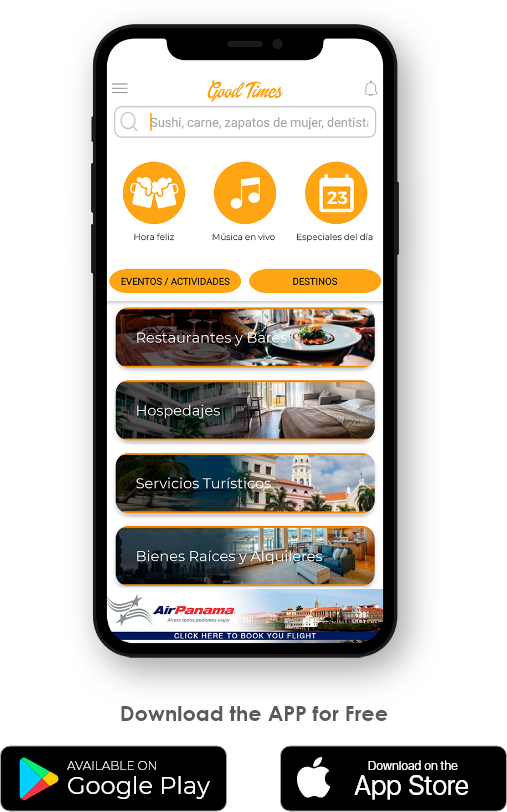 Good Times
Sushi, carne, zapatos de mujer, dentist
23
Hora feliz
Música en vivo
Especiales del día
EVENTOS / ACTIVIDADES
DESTINOS
Restaurantes y Bares
Hospedajes
Servicios Turísticos
Bienes Raíces y Alquileres
AirPanama
Ahora todos podemos viajar
CLICK HERE TO BOOK YOU FLIGHT
Download the APP for Free
AVAILABLE ON
Google Play
Download on the
App Store